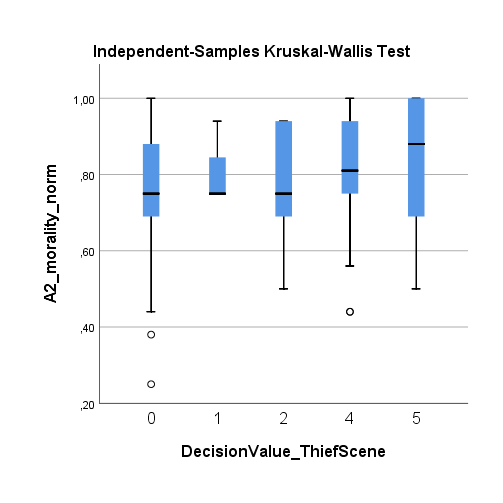 Independent-Samples Kruskal-Wallis Test
A2_morality_norm
1,00
,80
,60
,40
,20
0 1 2 4 5
DecisionValue_ThiefScene